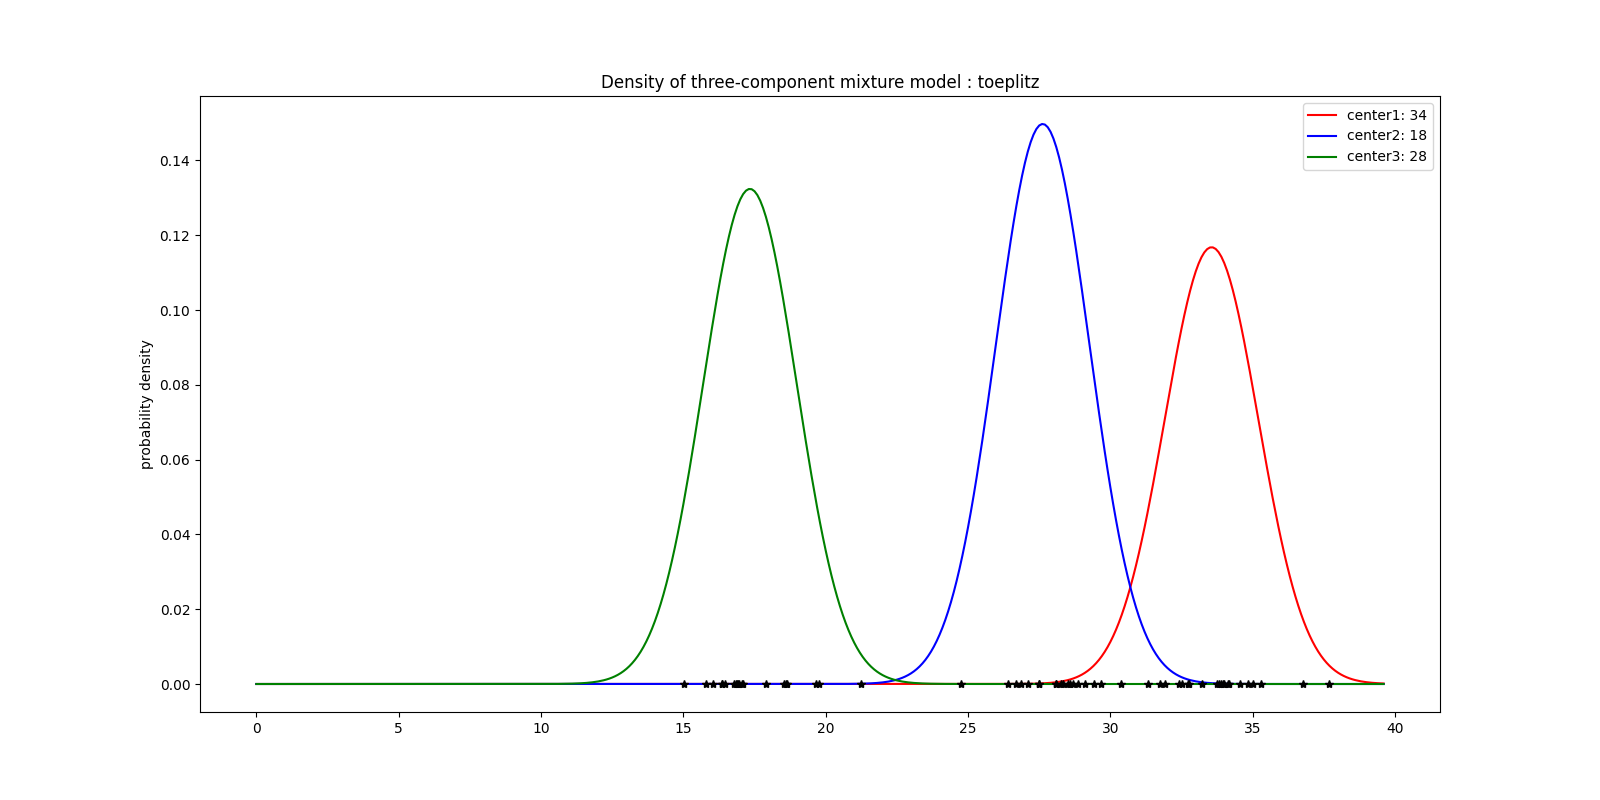 Density of three-component mixture model : toeplitz
center1: 34
center2: 18
center3: 28
probability density
0.14
0.12
0.10
0.08
0.06
0.04
0.02
0.00
0 5 10 15 20 25 30 35 40